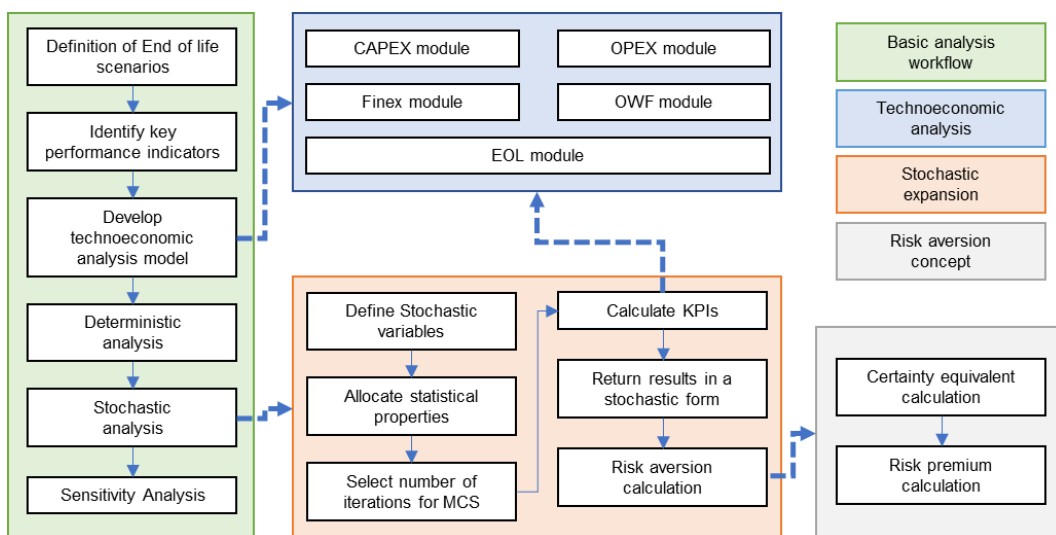 Definition of End of life
scenarios
Identify key
performance indicators
Develop
technoeconomic
analysis model
Deterministic
analysis
Stochastic
analysis
Sensitivity Analysis
CAPEX module
OPEX module
Finex module
OWF module
EOL module
Define Stochastic
variables
Allocate statistical
properties
Select number of
iterations for MCS
Calculate KPIs
Return results in a
stochastic form
Risk aversion
calculation
Certainty equivalent
calculation
Risk premium
calculation
Basic analysis
workflow
Technoeconomic
analysis
Stochastic
expansion
Risk aversion
concept